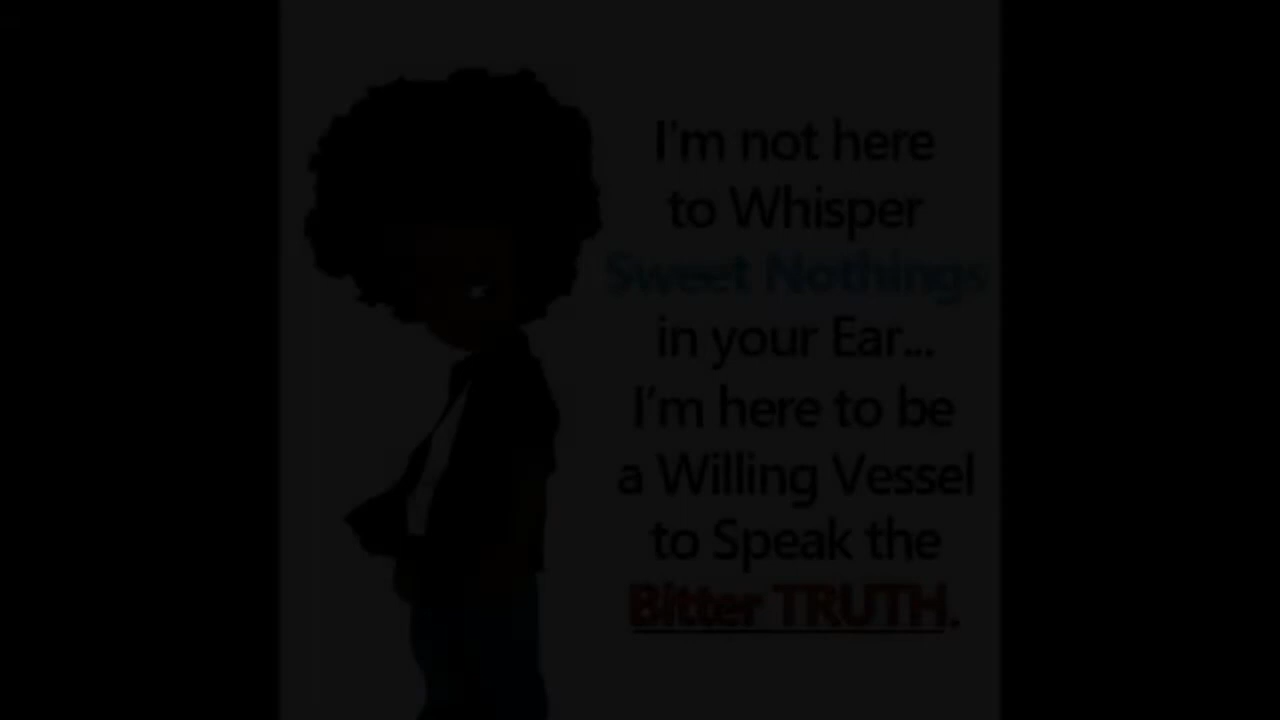 I'm not here
to Whisper
Sweet Nothings
in your Ear...
I'm here to be
a Willing Vessel
to Speak the
Bitter TRUTH.